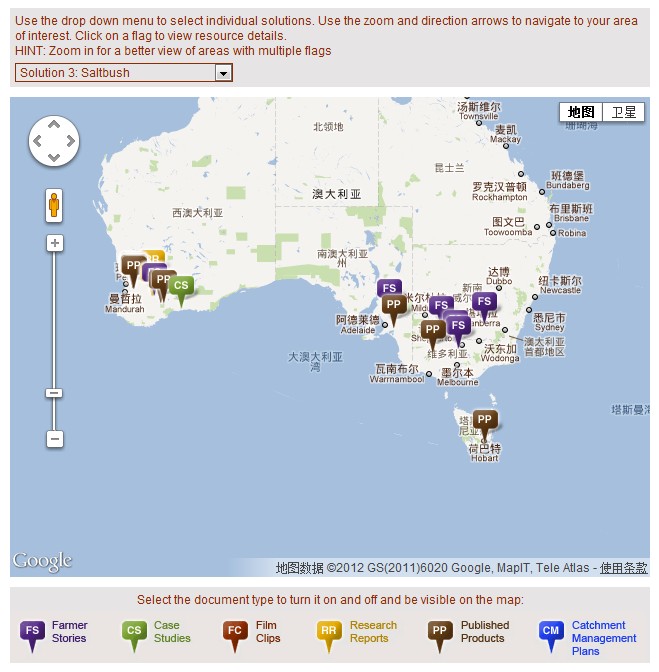 Use the drop down menu to select individual solutions. Use the zoom and direction arrows to navigate to your area
of interest. Click on a flag to view resource details.
HINT: Zoom in for a better view of areas with multiple flags
Solution 3: Saltbush
汤斯维尔
Townsville
地图
卫星
珊瑚海
北领地
麦凯
Mackay
昆士兰
罗克汉普顿
Rockhampton
班德堡
Bundaberg
澳大利亚
西澳大利亚
图文巴
Toowoomba
布里斯班
Brisbane
Robina
南澳大利亚
州
达博
Dubbo
纽卡斯尔
Newcastle
RR
PP
PP
CS
曼哲拉
Mandurah
FS
PP
FS
FS
新南
威尔
阿德莱德
Adelaide
悉尼市
Sydney
PP
FS
澳大利亚
首都地区
沃东加
Wodonga
维多利亚
大澳大利亚
湾
瓦南布尔
Warrnambool
墨尔本
Melbourne
塔斯曼海
PP
荷巴特
Hobart
Google
地图数据 ©2012 GS(2011)6020 Google, MapIT, Tele Atlas - 使用条款
Select the document type to turn it on and off and be visible on the map:
FS Farmer
Stories
CS Case
Studies
FC Film
Clips
RR Research
Reports
PP Published
Products
CM Catchment
Management
Plans